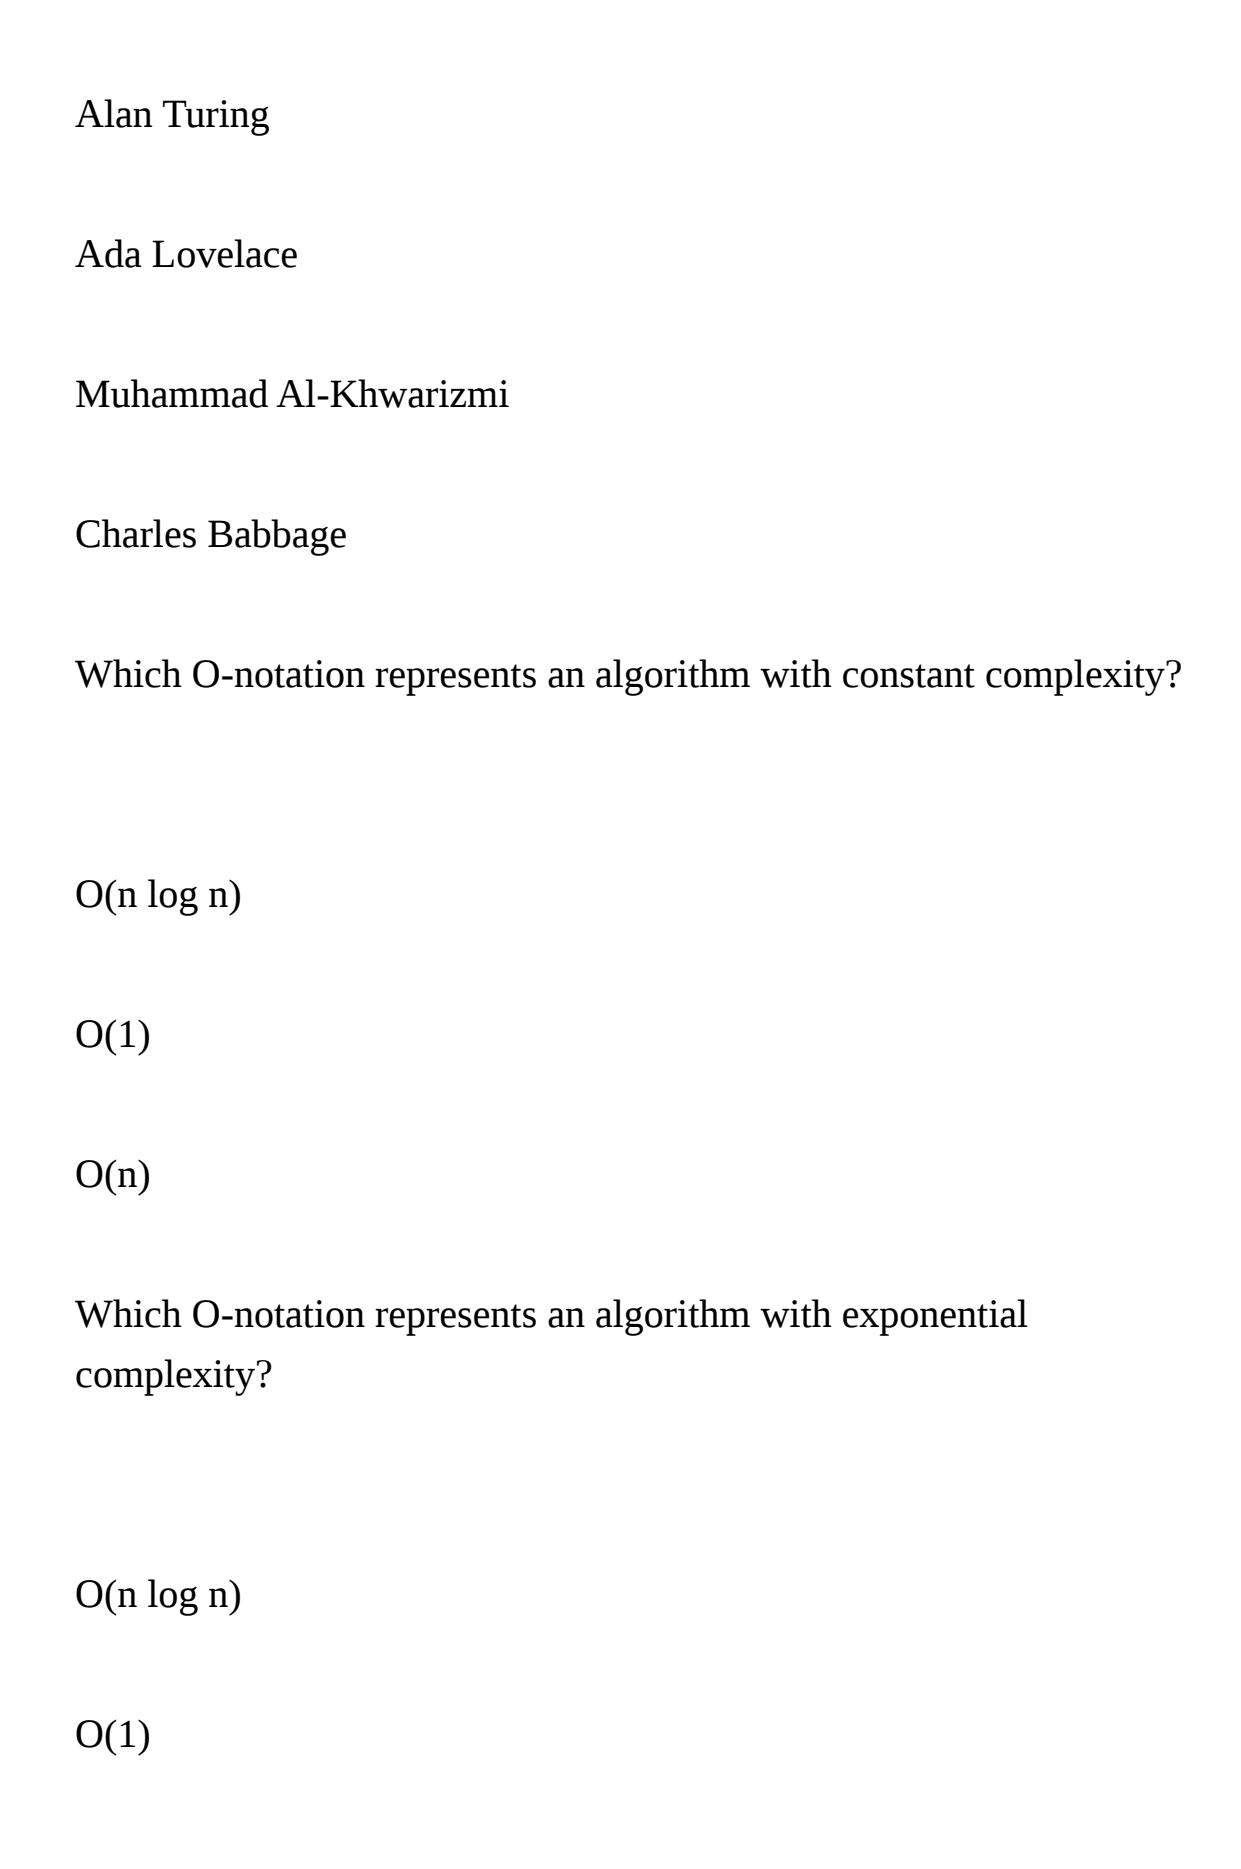 Alan Turing
Ada Lovelace
Muhammad Al-Khwarizmi
Charles Babbage
Which O-notation represents an algorithm with constant complexity?
O(n log n)
O(1)
O(n)
Which O-notation represents an algorithm with exponential
complexity?
O(n log n)
O(1)